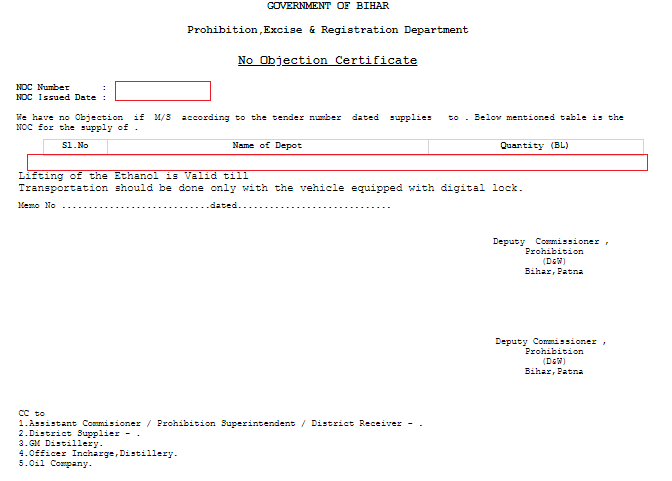 GOVERNMENT OF BIHAR
Prohibition,Excise & Registration Department
No Objection Certificate
NOC Number :
NOC Issued Date :
We have no Objection if M/S according to the tender number dated supplies to . Below mentioned table is the
NOC for the supply of .
Sl.No Name of Depot Quantity (BL)
Lifting of the Ethanol is Valid till
Transportation should be done only with the vehicle equipped with digital lock.
Memo No ............................dated.............................
Deputy Commissioner ,
Prohibition
(D&W)
Bihar,Patna
Deputy Commissioner ,
Prohibition
(D&W)
Bihar,Patna
CC to
1.Assistant Commisioner / Prohibition Superintendent / District Receiver - .
2.District Supplier - .
3.GM Distillery.
4.Officer Incharge,Distillery.
5.Oil Company.